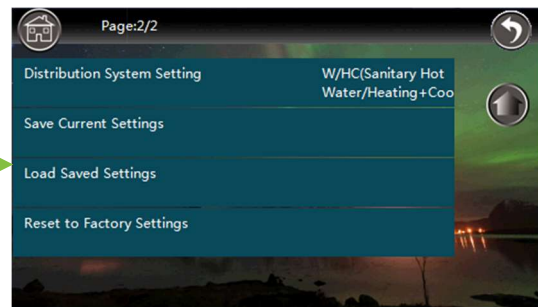 Page:2/2
Distribution System Setting
W/HC(Sanitary Hot
Water/Heating+Coo
Save Current Settings
Load Saved Settings
Reset to Factory Settings